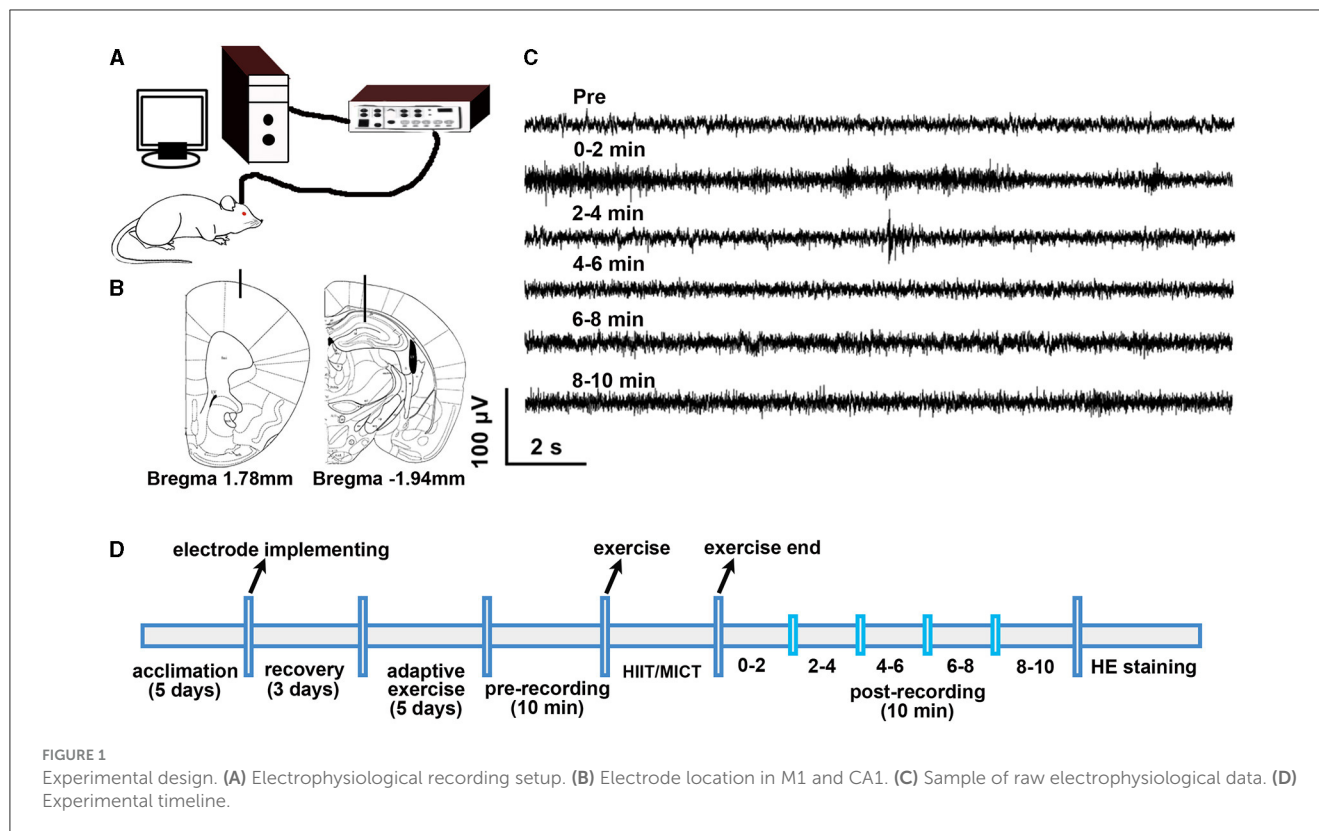 A
C
Pre
0-2 min
2-4 min
4-6 min
6-8 min
8-10 min
100 μV
2 s
B
Bregma 1.78mm
Bregma -1.94mm
D
electrode implementing
exercise
exercise end
acclimation
(5 days)
recovery
(3 days)
adaptive
exercise
(5 days)
pre-recording
(10 min)
HIIT/MICT
0-2
2-4
4-6
6-8
8-10
post-recording
(10 min)
HE staining
FIGURE 1
Experimental design. (A) Electrophysiological recording setup. (B) Electrode location in M1 and CA1. (C) Sample of raw electrophysiological data. (D)
Experimental timeline.